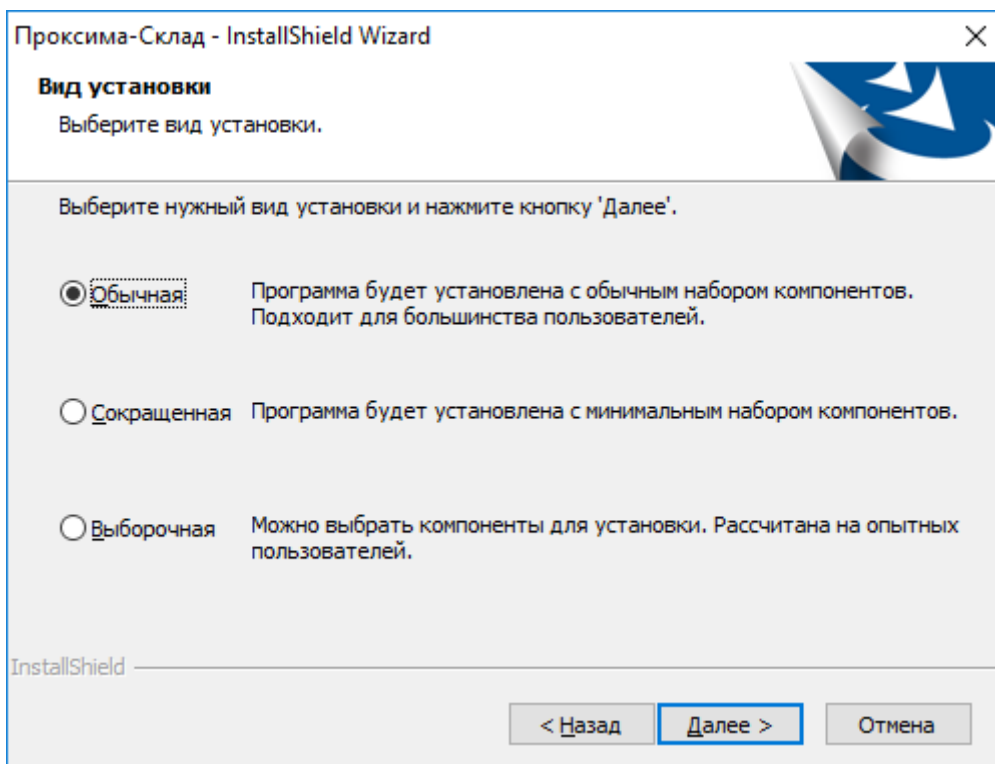 Проксима-Склад - InstallShield Wizard
Вид установки
Выберите вид установки.
Выберите нужный вид установки и нажмите кнопку 'Далее'.
Обычная
Программа будет установлена с обычным набором компонентов.
Подходит для большинства пользователей.
Сокращенная
Программа будет установлена с минимальным набором компонентов.
Выборочная
Можно выбрать компоненты для установки. Рассчитана на опытных
пользователей.
InstallShield
< Назад
Далее >
Отмена